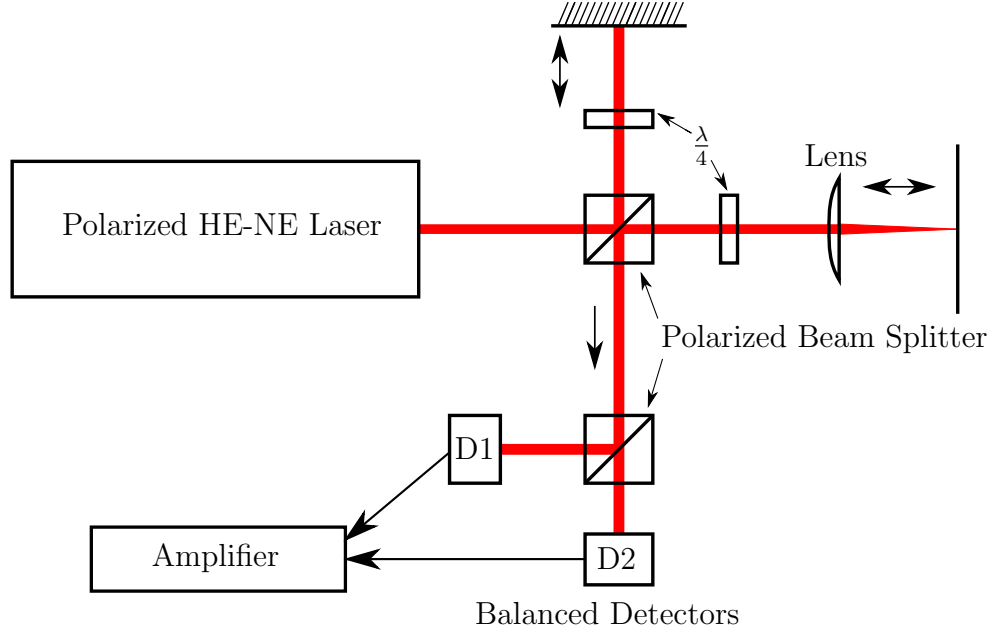 λ
4
Lens
Polarized HE-NE Laser
Polarized Beam Splitter
D1
Amplifier
D2
Balanced Detectors